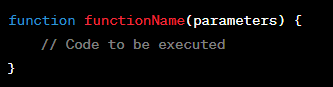 function functionName(parameters) {
    // Code to be executed
}